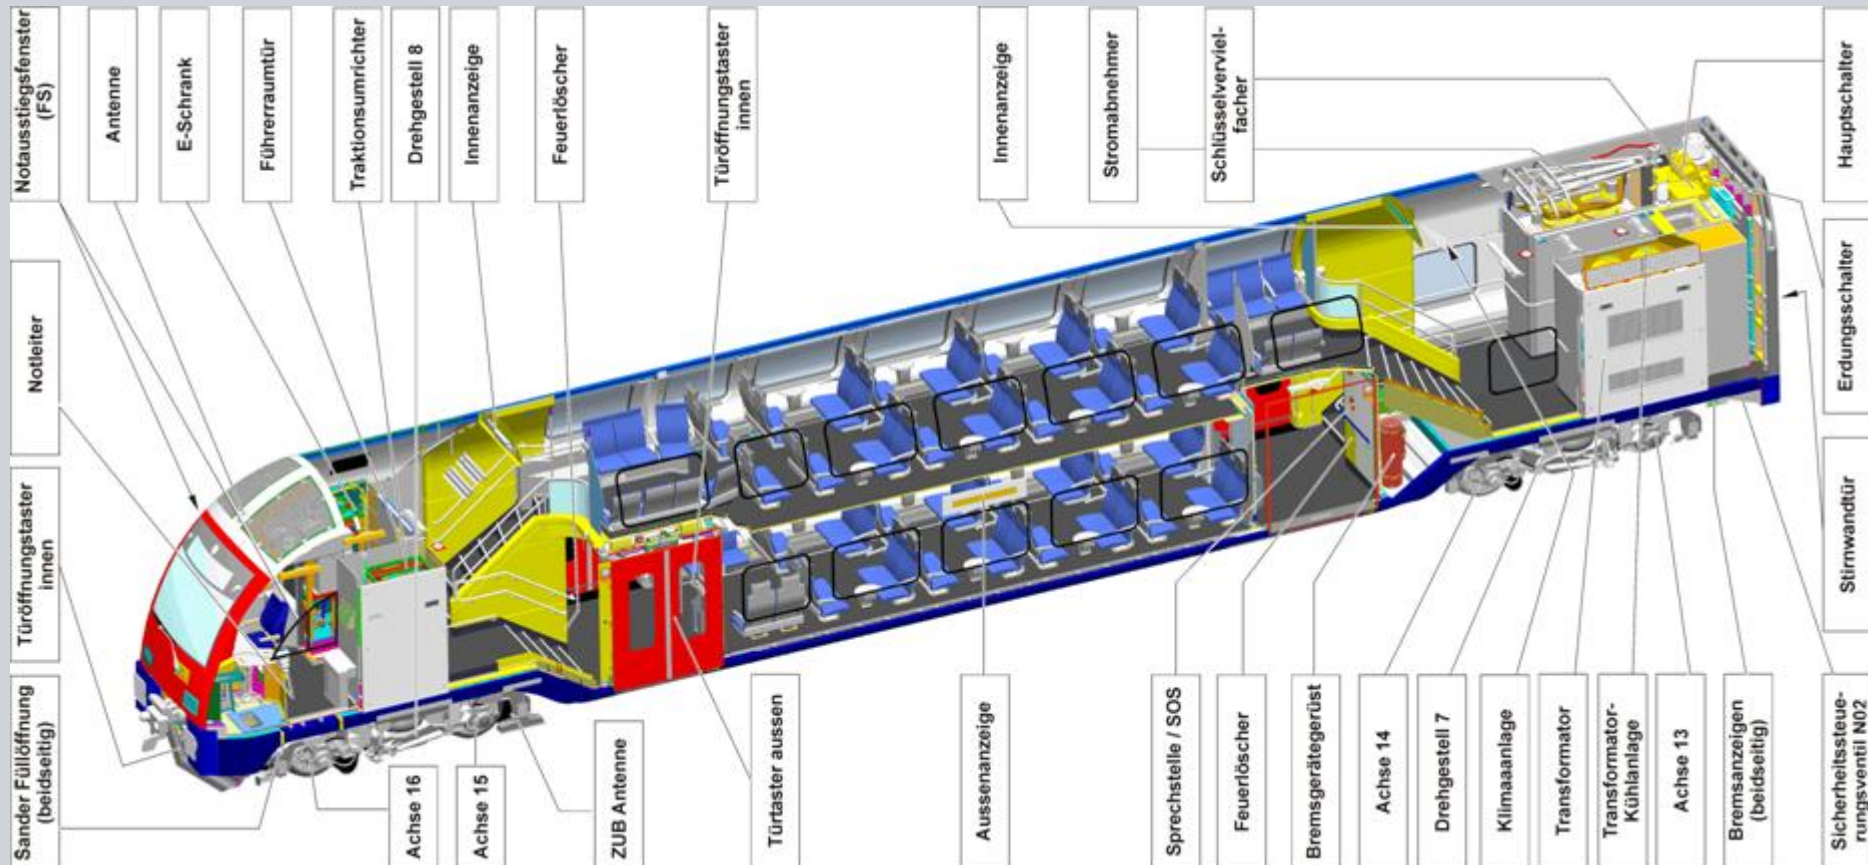 Notausstiegsfenster
(FS)
Antenne
E-Schrank
Führerraumtür
Traktionsumrichter
Drehgestell 8
Innenanzeige
Feuerlöscher
Türöffnungstaster
innen
Innenanzeige
Stromabnehmer
Schlüsselverviel-
facher
Hauptschalter
Notleiter
Erdungsschalter
Türöffnungstaster
innen
Stirnwandtür
Sander Füllöffnung
(beidseitig)
Achse 16
Achse 15
ZUB Antenne
Türtaster aussen
Aussenanzeige
Sprechstelle / SOS
Feuerlöscher
Bremsgerätegerüst
Achse 14
Drehgestell 7
Klimaanlage
Transformator
Transformator-
Kühlanlage
Achse 13
Bremsanzeigen
(beidseitig)
Sicherheitssteue-
rungsventil N02